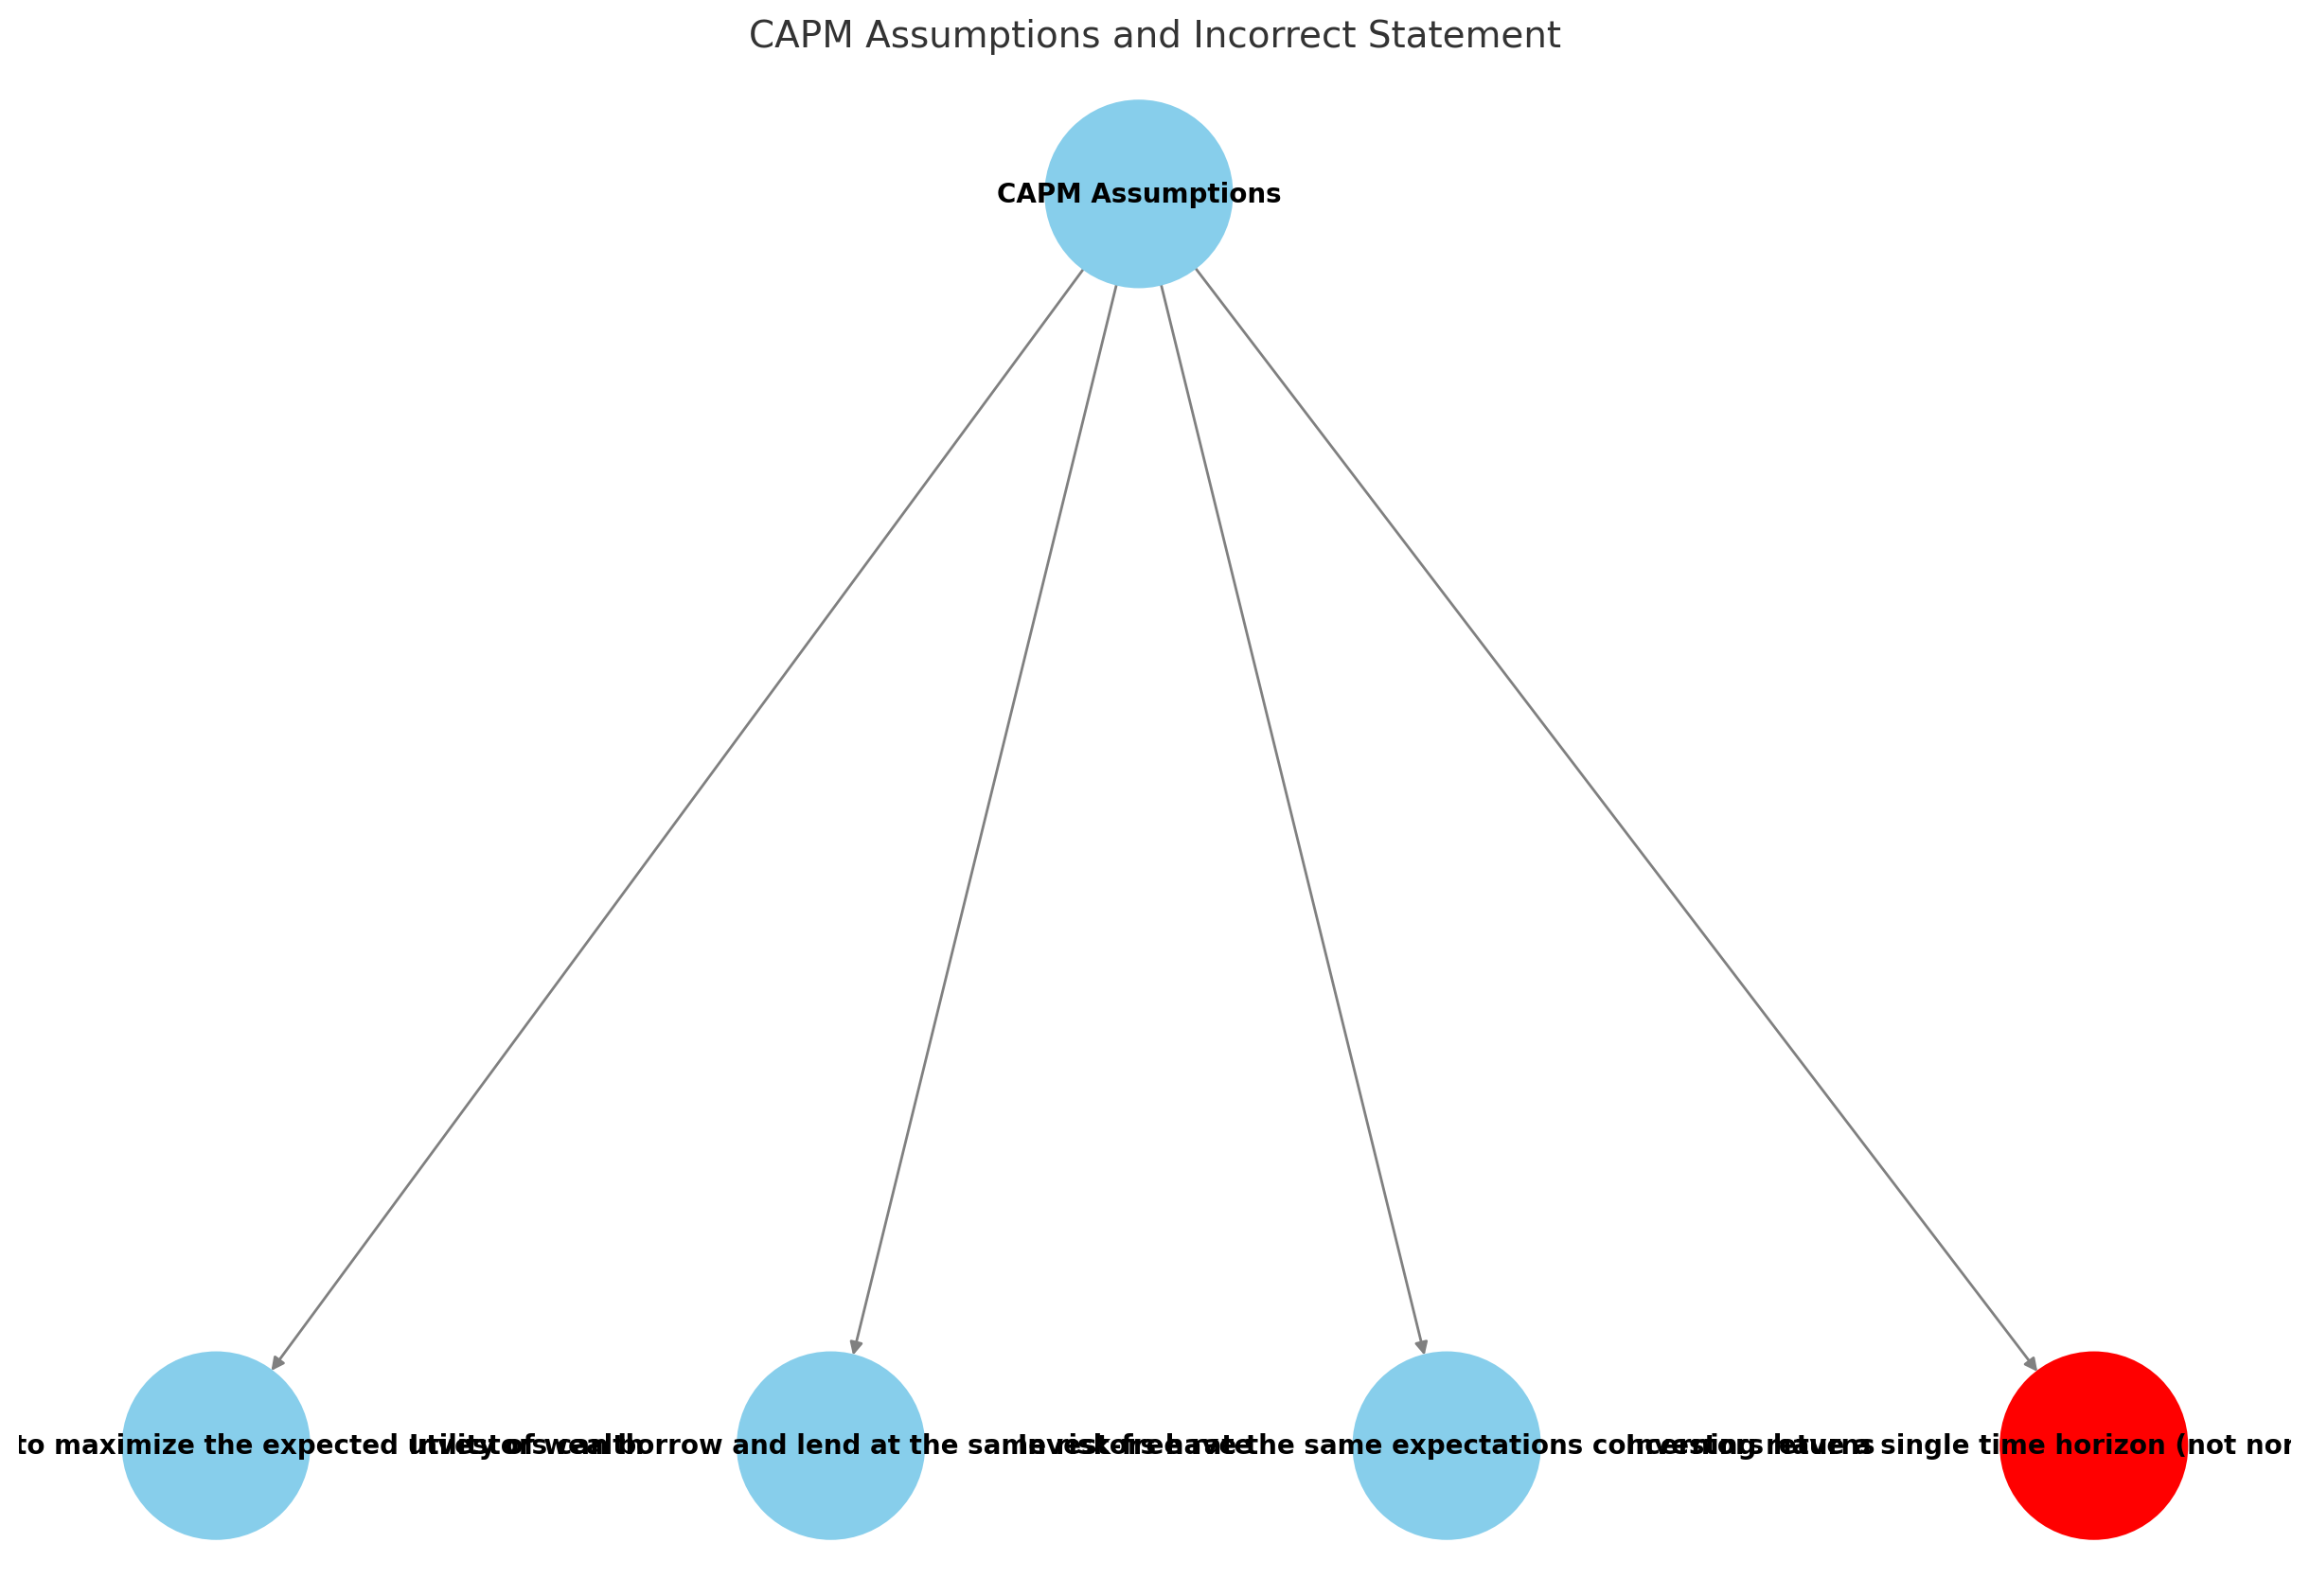 CAPM Assumptions and Incorrect Statement
CAPM Assumptions
to maximize the expected utility of wealth
Investors can borrow and lend at the same risk-free rate
Investors have the same expectations concerning returns
Investors have a single time horizon (not nor